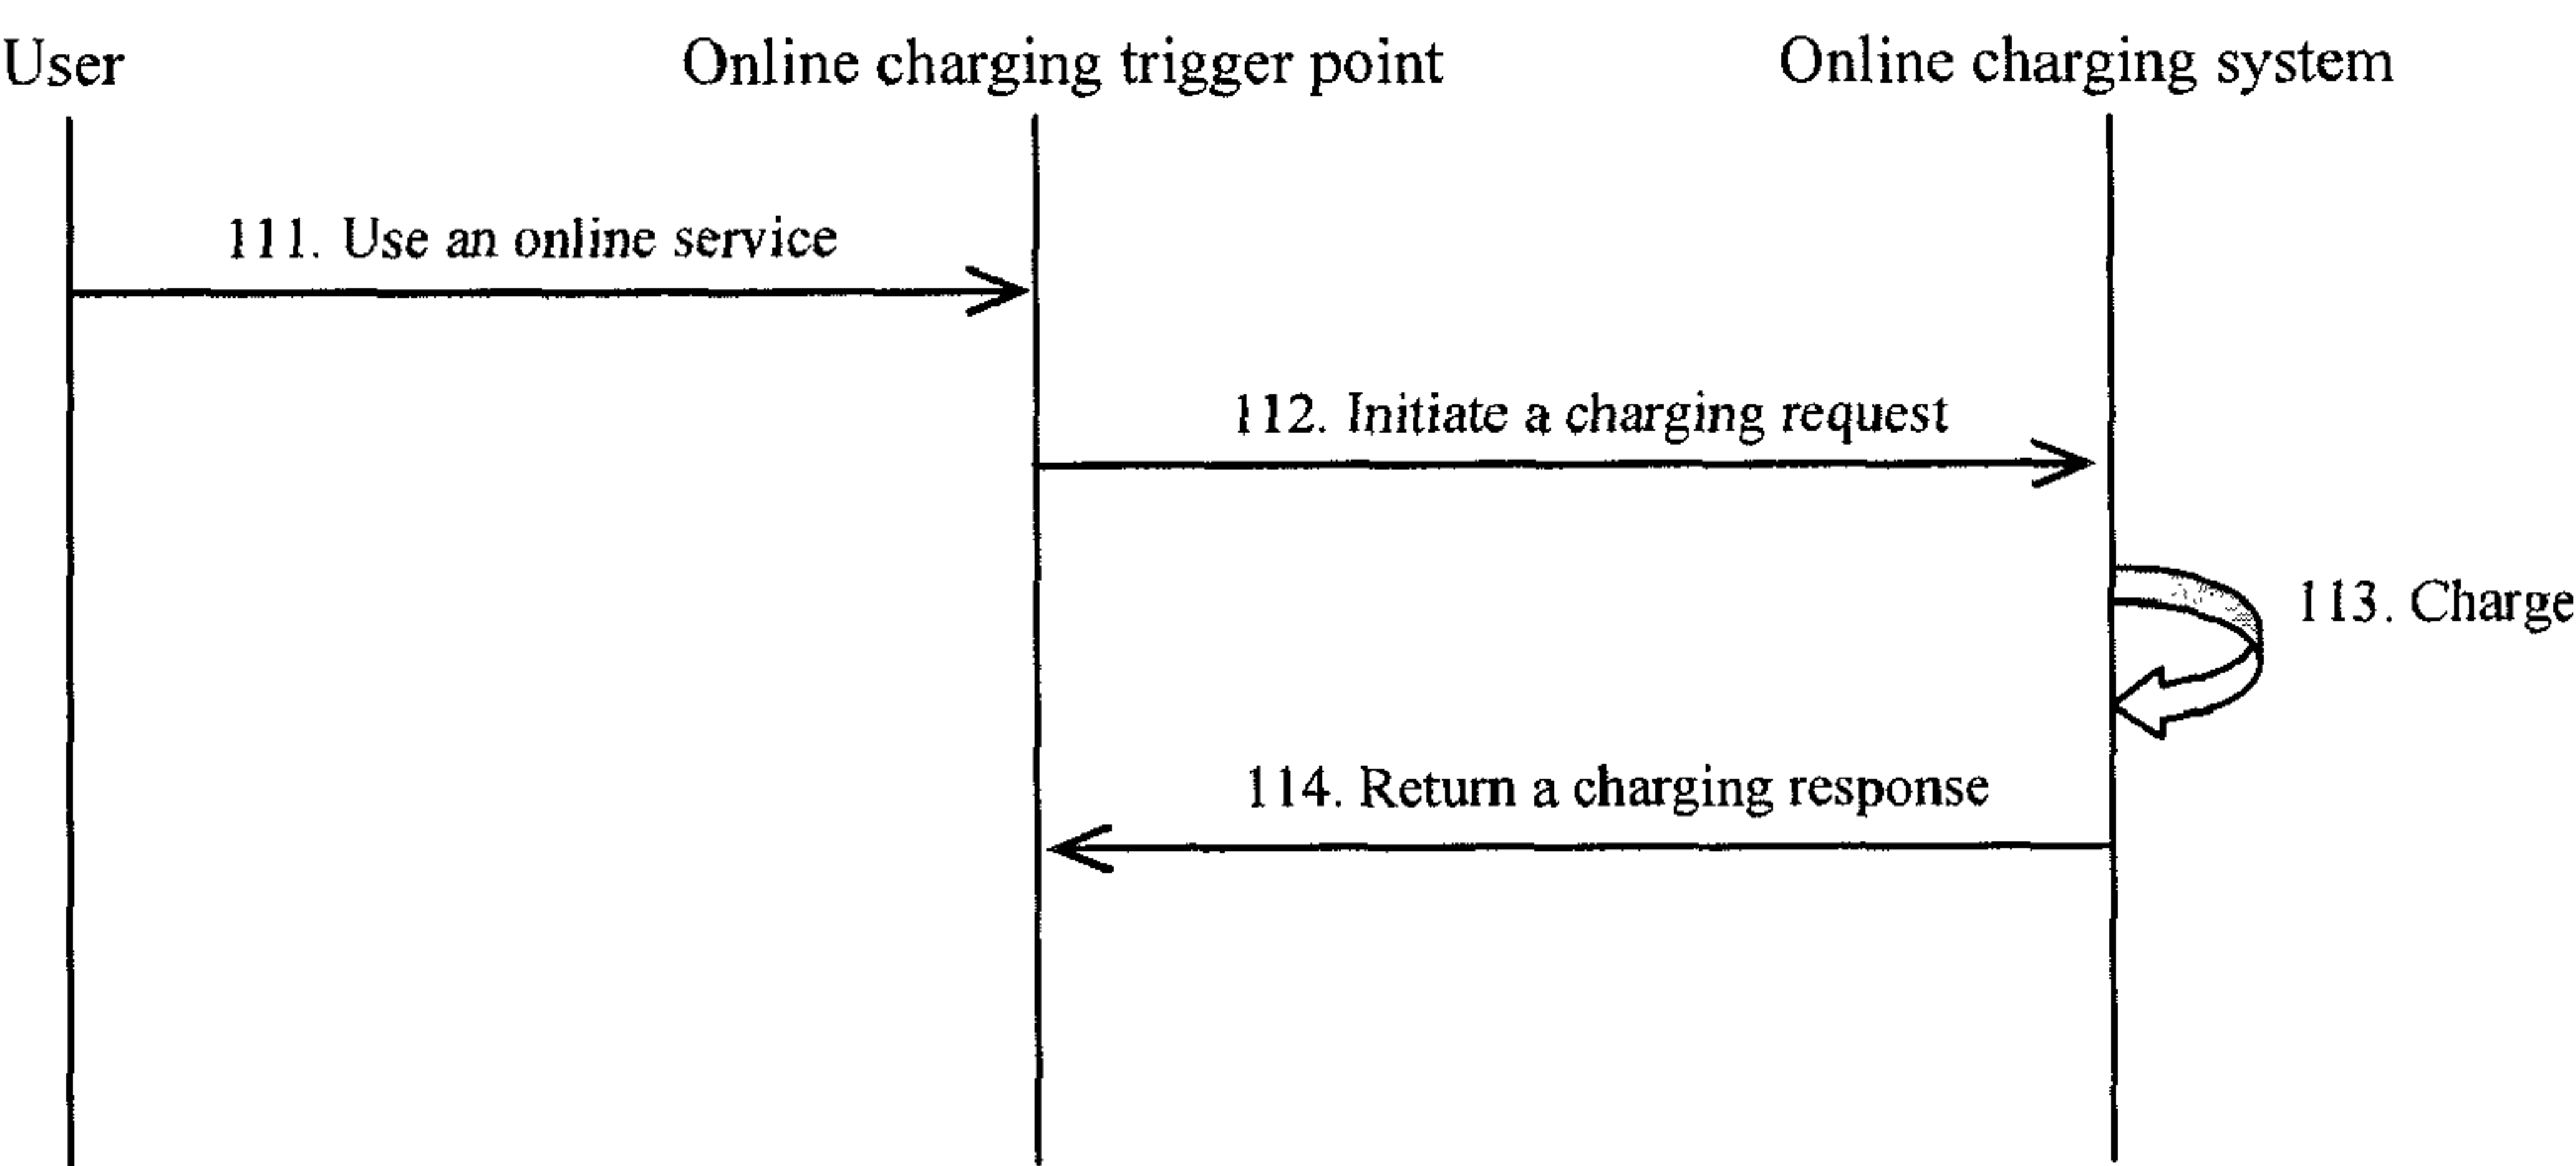 User
Online charging trigger point
Online charging system
111. Use an online service
112. Initiate a charging request
113. Charge
114. Return a charging response